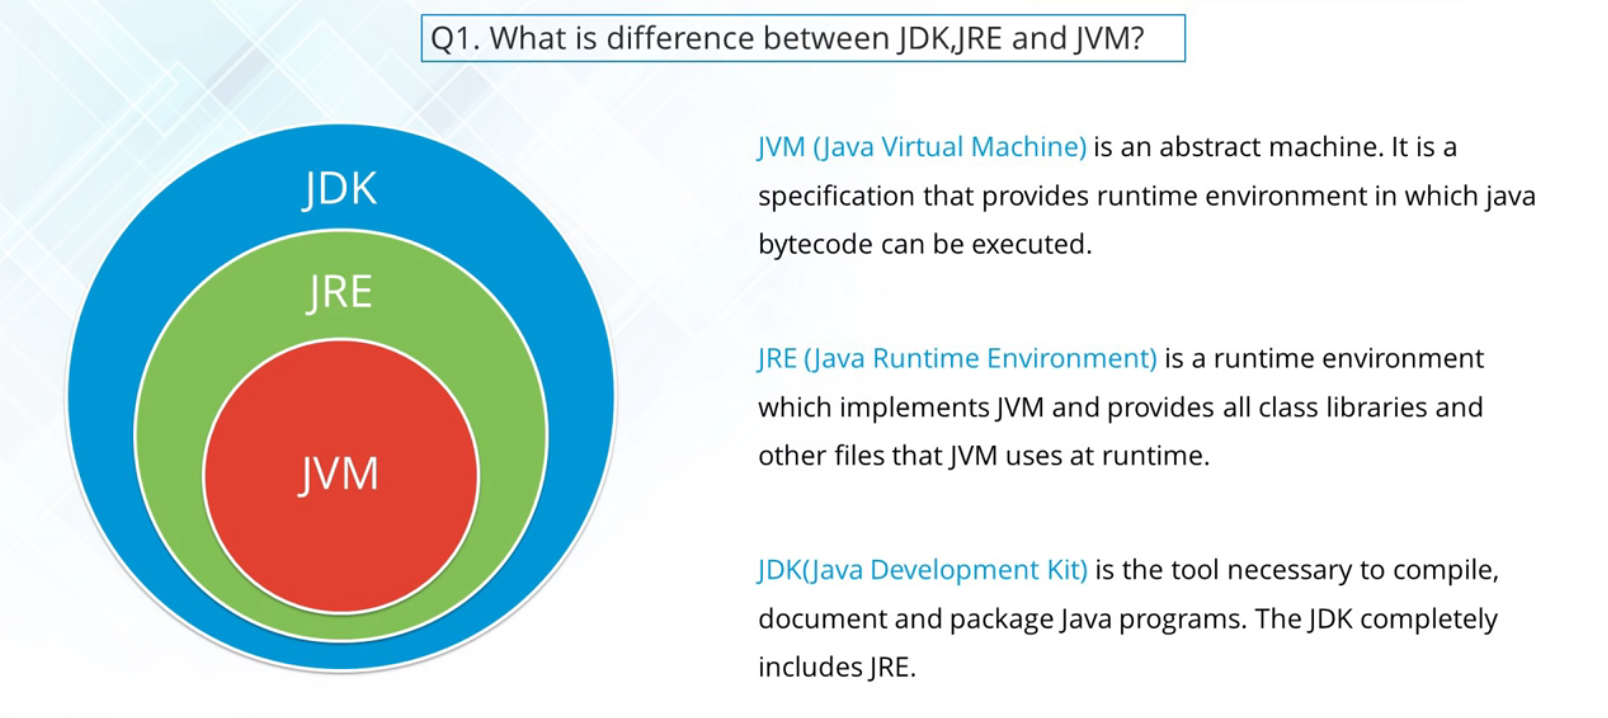 Q1. What is difference between JDK,JRE and JVM?
JDK
JRE
JVM
JVM (Java Virtual Machine) is an abstract machine. It is a
specification that provides runtime environment in which java
bytecode can be executed.
JRE (Java Runtime Environment) is a runtime environment
which implements JVM and provides all class libraries and
other files that JVM uses at runtime.
JDK(Java Development Kit) is the tool necessary to compile,
document and package Java programs. The JDK completely
includes JRE.